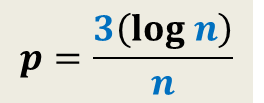 p = 3(log n) / n